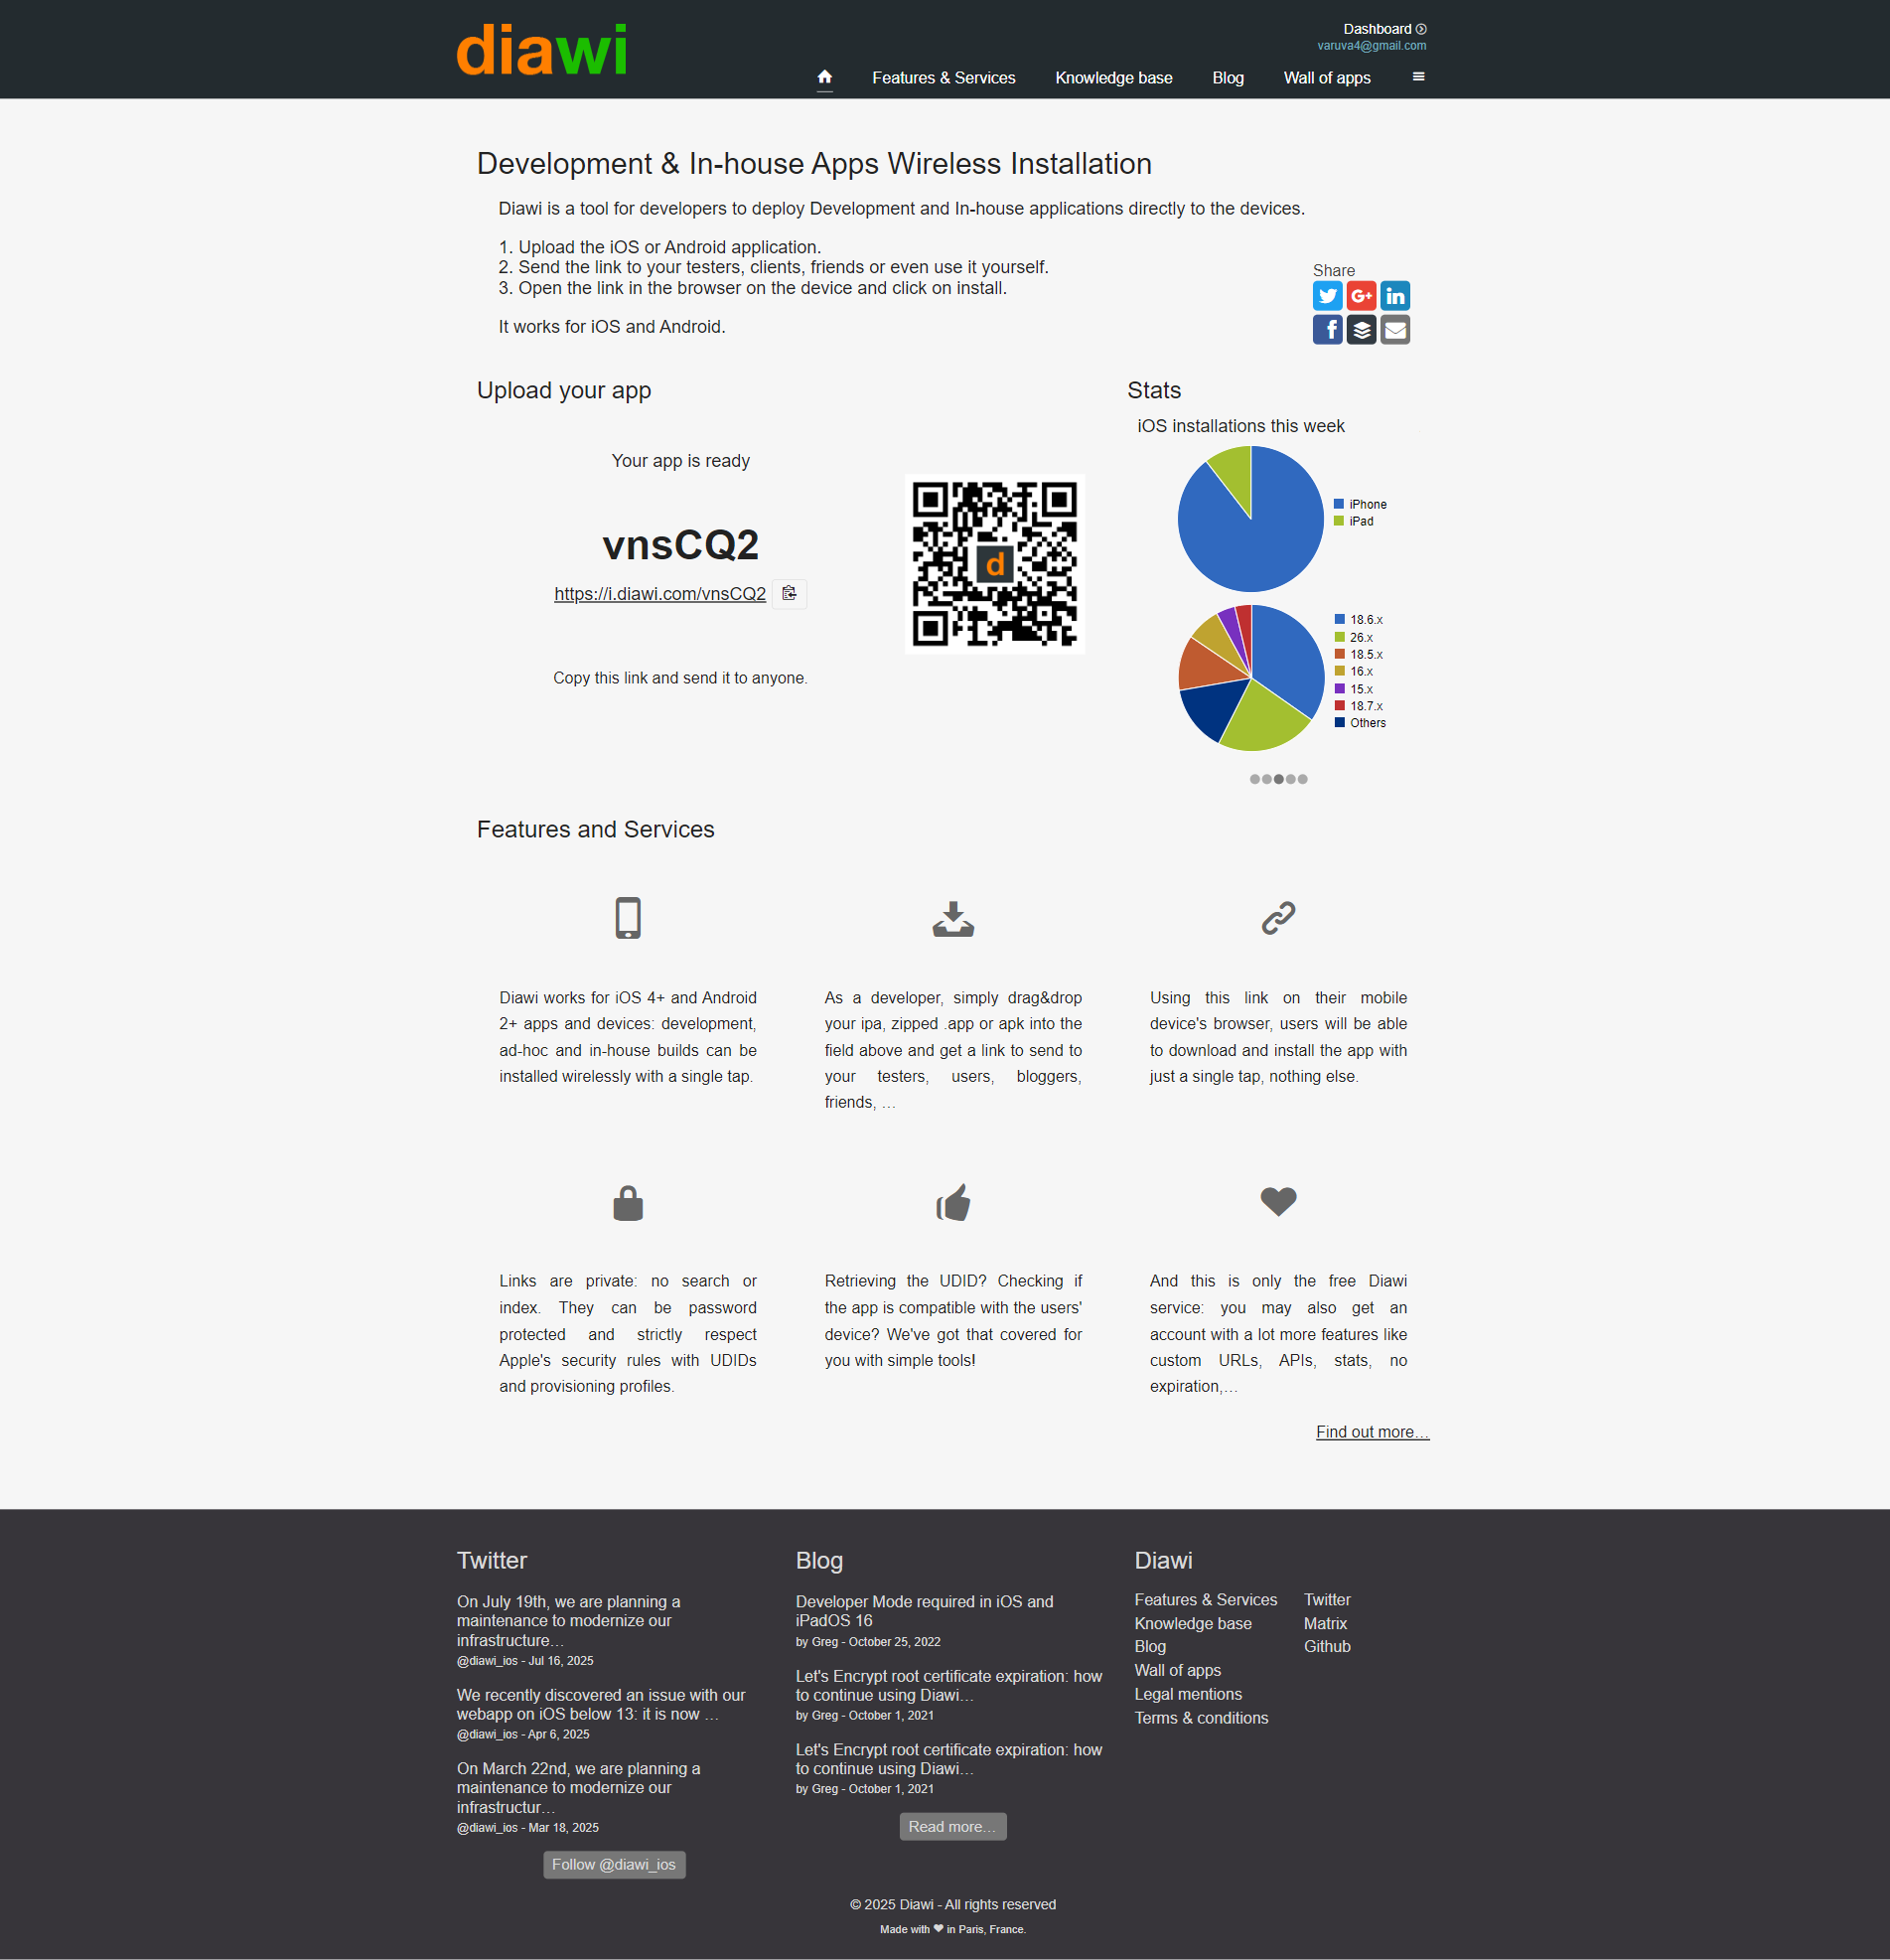 diawi
Dashboard
varuva4@gmail.com
Features & Services
Knowledge base
Blog
Wall of apps
Development & In-house Apps Wireless Installation
Diawi is a tool for developers to deploy Development and In-house applications directly to the devices.
1. Upload the iOS or Android application.
2. Send the link to your testers, clients, friends or even use it yourself.
3. Open the link in the browser on the device and click on install.
It works for iOS and Android.
Share
Upload your app
Your app is ready
vnsCQ2
https://i.diawi.com/vnsCQ2
Copy this link and send it to anyone.
d
Stats
iOS installations this week
iPhone
iPad
18.6.x
26.x
18.5.x
16.x
15.x
18.7.x
Others
Features and Services
Diawi works for iOS 4+ and Android
2+ apps and devices: development,
ad-hoc and in-house builds can be
installed wirelessly with a single tap.
As a developer, simply drag&drop
your ipa, zipped .app or apk into the
field above and get a link to send to
your testers, users, bloggers,
friends, …
Using this link on their mobile
device's browser, users will be able
to download and install the app with
just a single tap, nothing else.
Links are private: no search or
index. They can be password
protected and strictly respect
Apple's security rules with UDIDs
and provisioning profiles.
Retrieving the UDID? Checking if
the app is compatible with the users'
device? We've got that covered for
you with simple tools!
And this is only the free Diawi
service: you may also get an
account with a lot more features like
custom URLs, APIs, stats, no
expiration,…
Find out more…
Twitter
On July 19th, we are planning a
maintenance to modernize our
infrastructure…
@diawi_ios - Jul 16, 2025
We recently discovered an issue with our
webapp on iOS below 13: it is now …
@diawi_ios - Apr 6, 2025
On March 22nd, we are planning a
maintenance to modernize our
infrastructur…
@diawi_ios - Mar 18, 2025
Follow @diawi_ios
Blog
Developer Mode required in iOS and
iPadOS 16
by Greg - October 25, 2022
Let's Encrypt root certificate expiration: how
to continue using Diawi…
by Greg - October 1, 2021
Let's Encrypt root certificate expiration: how
to continue using Diawi…
by Greg - October 1, 2021
Read more…
Diawi
Features & Services
Knowledge base
Blog
Wall of apps
Legal mentions
Terms & conditions
Twitter
Matrix
Github
© 2025 Diawi - All rights reserved
Made with ❤ in Paris, France.